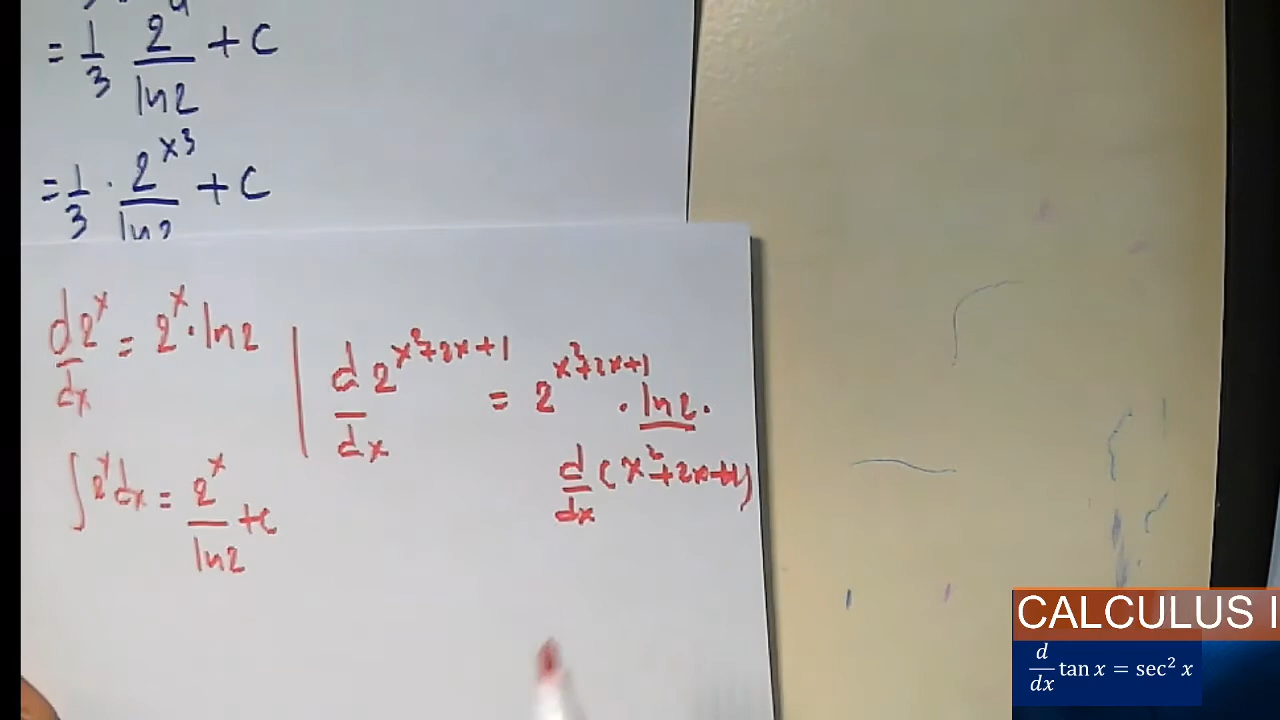 = 1/3 2^u/ln2 + C
= 1/3 · 2^x3/ln2 + C
d/dx 2^x = 2^x · ln2
d/dx 2^x²+2x+1 = 2^x²+2x+1 · ln2 ·
d/dx (x²+2x+1)
∫2^x dx = 2^x/ln2 + C
CALCULUS I
d/dx tan x = sec² x